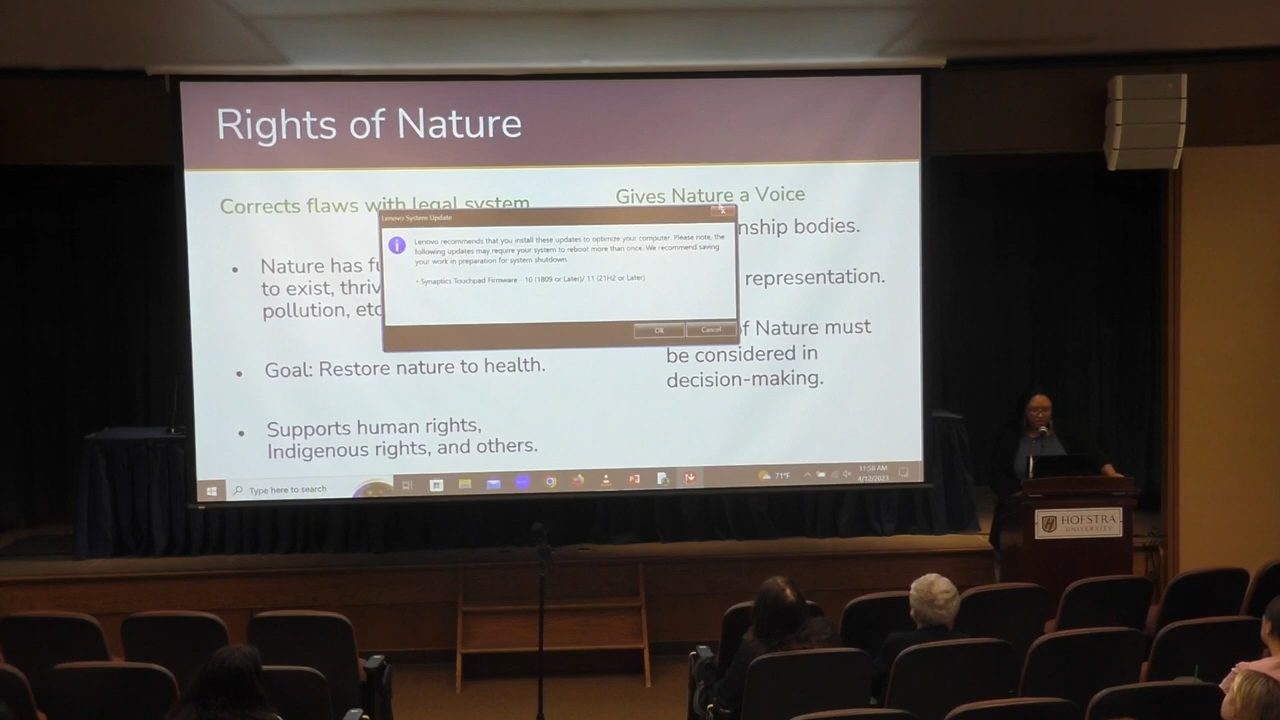 Rights of Nature
Corrects flaws with legal system
Nature has fu
to exist, thriv
pollution, etc
• Goal: Restore nature to health.
• Supports human rights,
Indigenous rights, and others.
Gives Nature a Voice
nship bodies.
representation.
f Nature must
be considered in
decision-making.
Lenovo System Update
Lenovo recommends that you install these updates to optimize your computer. Please note, the
following updates may require your system to reboot more than once. We recommend saving
your work in preparation for system shutdown.
• Synaptics Touchpad Firmware - 10 (1809 or Later)/ 11 (21H2 or Later)
OK
Cancel
Type here to search
71°F
11:58 AM
4/12/2023
HOFSTRA
UNIVERSITY